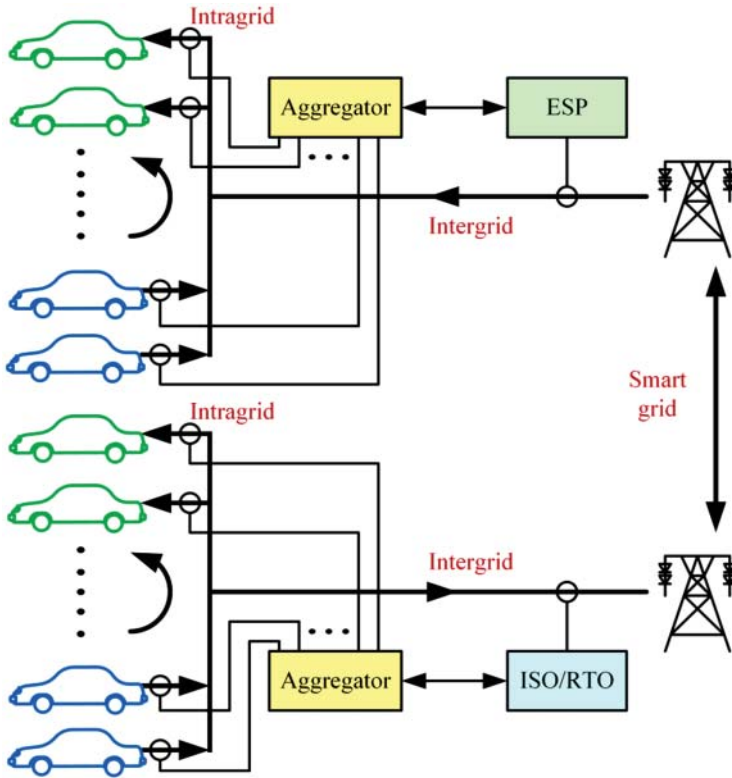 Intragrid
Aggregator
ESP
Intergrid
Smart
grid
Intragrid
Intergrid
Aggregator
ISO/RTO